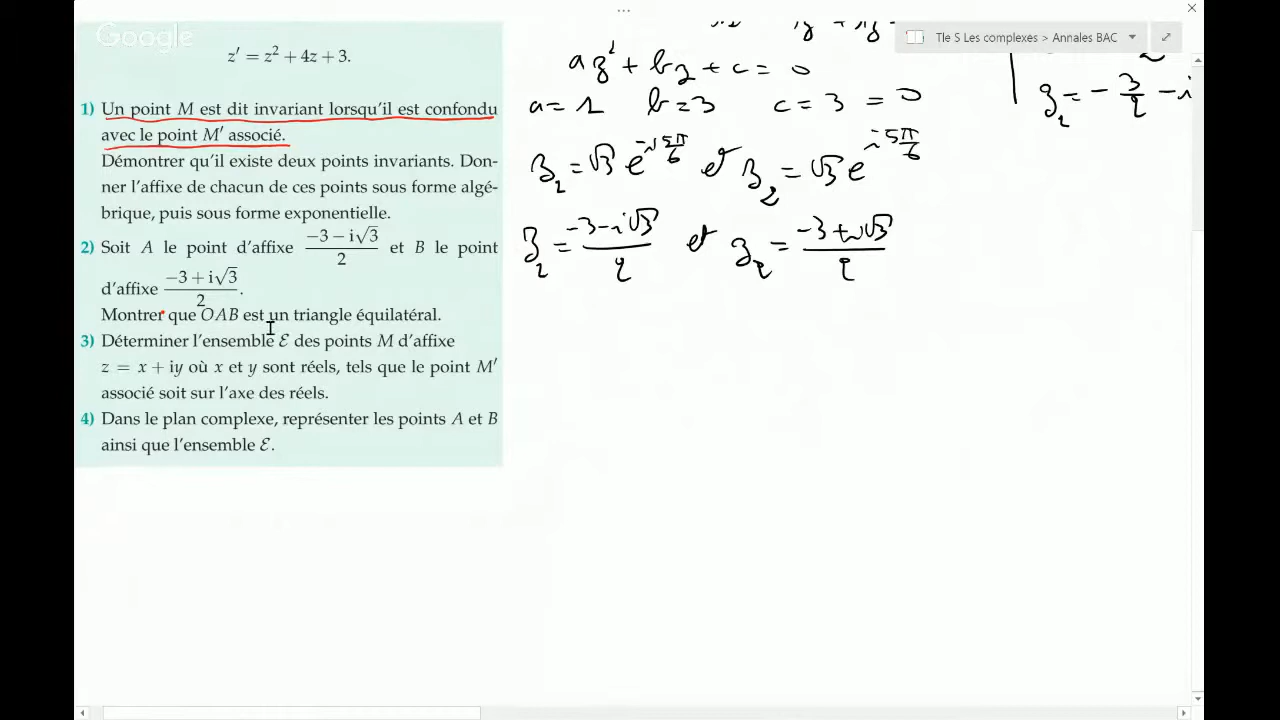 Google
Tle S Les complexes > Annales BAC
z′ = z² + 4z + 3.
1) Un point M est dit invariant lorsqu'il est confondu
avec le point M′ associé.
Démontrer qu'il existe deux points invariants. Don-
ner l'affixe de chacun de ces points sous forme algé-
brique, puis sous forme exponentielle.
2) Soit A le point d'affixe (−3 − i√3)/2 et B le point
d'affixe (−3 + i√3)/2.
Montrer que OAB est un triangle équilatéral.
3) Déterminer l'ensemble ℰ des points M d'affixe
z = x + iy où x et y sont réels, tels que le point M′
associé soit sur l'axe des réels.
4) Dans le plan complexe, représenter les points A et B
ainsi que l'ensemble ℰ.
az² + bz + c = 0
a = 1 b = 3 c = 3 = 0
z₁ = √3 e^(−i5π/6) et z₂ = √3 e^(i5π/6)
z₁ = (−3 − i√3)/2 et z₂ = (−3 + i√3)/2
z₂ = − 3/2 − i